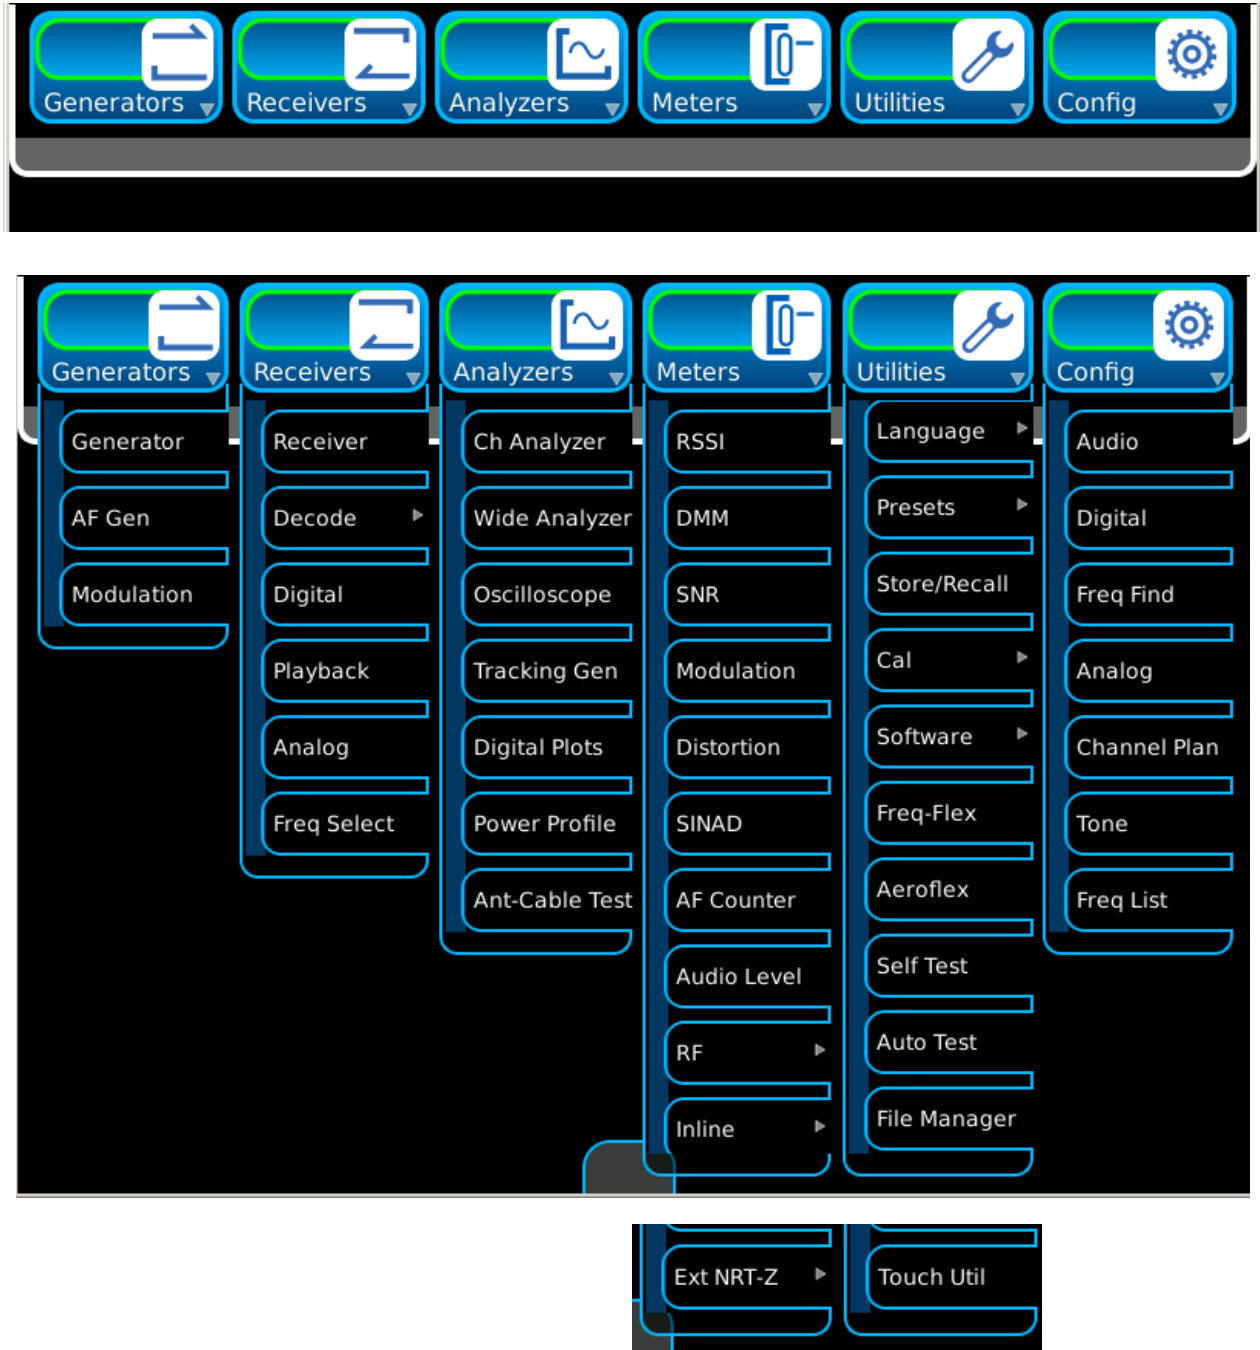 Generators
Receivers
Analyzers
Meters
Utilities
Config
Generators
Receivers
Analyzers
Meters
Utilities
Config
Generator
AF Gen
Modulation
Receiver
Decode
Digital
Playback
Analog
Freq Select
Ch Analyzer
Wide Analyzer
Oscilloscope
Tracking Gen
Digital Plots
Power Profile
Ant-Cable Test
RSSI
DMM
SNR
Modulation
Distortion
SINAD
AF Counter
Audio Level
RF
Inline
Language
Presets
Store/Recall
Cal
Software
Freq-Flex
Aeroflex
Self Test
Auto Test
File Manager
Audio
Digital
Freq Find
Analog
Channel Plan
Tone
Freq List
Ext NRT-Z
Touch Util